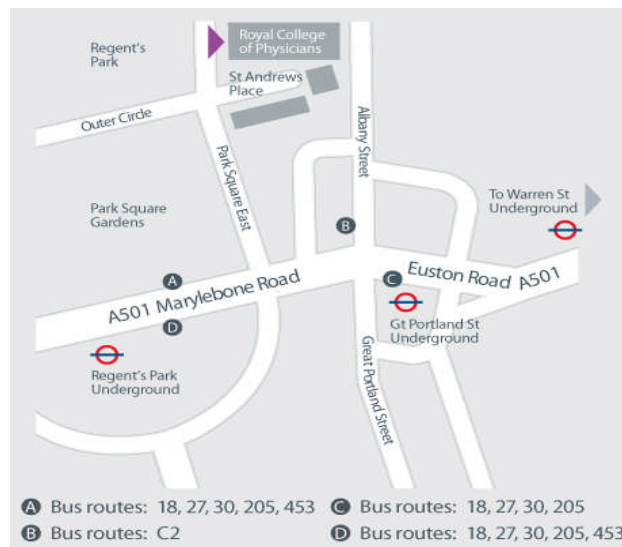 Regent's
Park
Royal College
of Physicians
St Andrews
Place
Outer Circle
Albany Street
Park Square East
Park Square
Gardens
To Warren St
Underground
B
A
C
Euston Road A501
A501 Marylebone Road
D
Gt Portland St
Underground
Regent's Park
Underground
Great Portland Street
A Bus routes: 18, 27, 30, 205, 453
C Bus routes: 18, 27, 30, 205
B Bus routes: C2
D Bus routes: 18, 27, 30, 205, 453